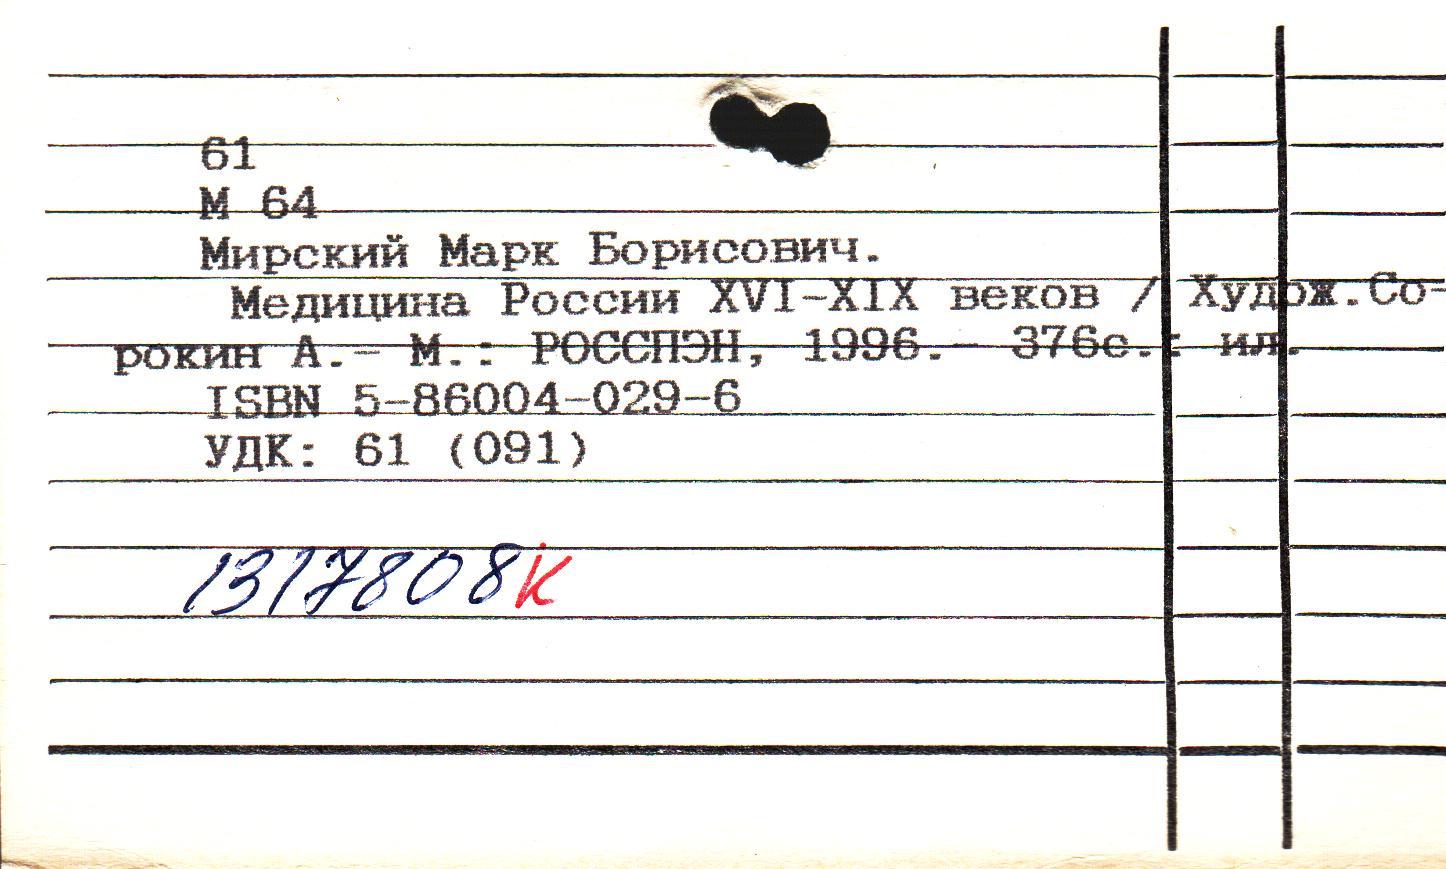 61
М 64
Мирский Марк Борисович.
Медицина России XVI-XIX веков / Худож.Со-
рокин А.- М.: РОССПЭН, 1996.- 376с.: ил.
ISBN 5-86004-029-6
УДК: 61 (091)
1317808к